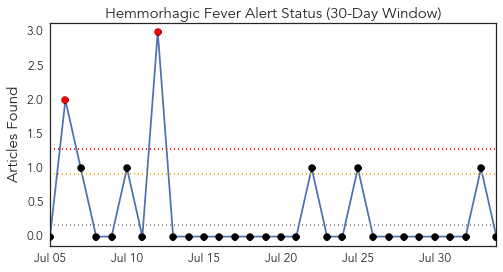 Hemmorhagic Fever Alert Status (30-Day Window)
Articles Found
3.0
2.5
2.0
1.5
1.0
0.5
0.0
Jul 05 Jul 10 Jul 15 Jul 20 Jul 25 Jul 30